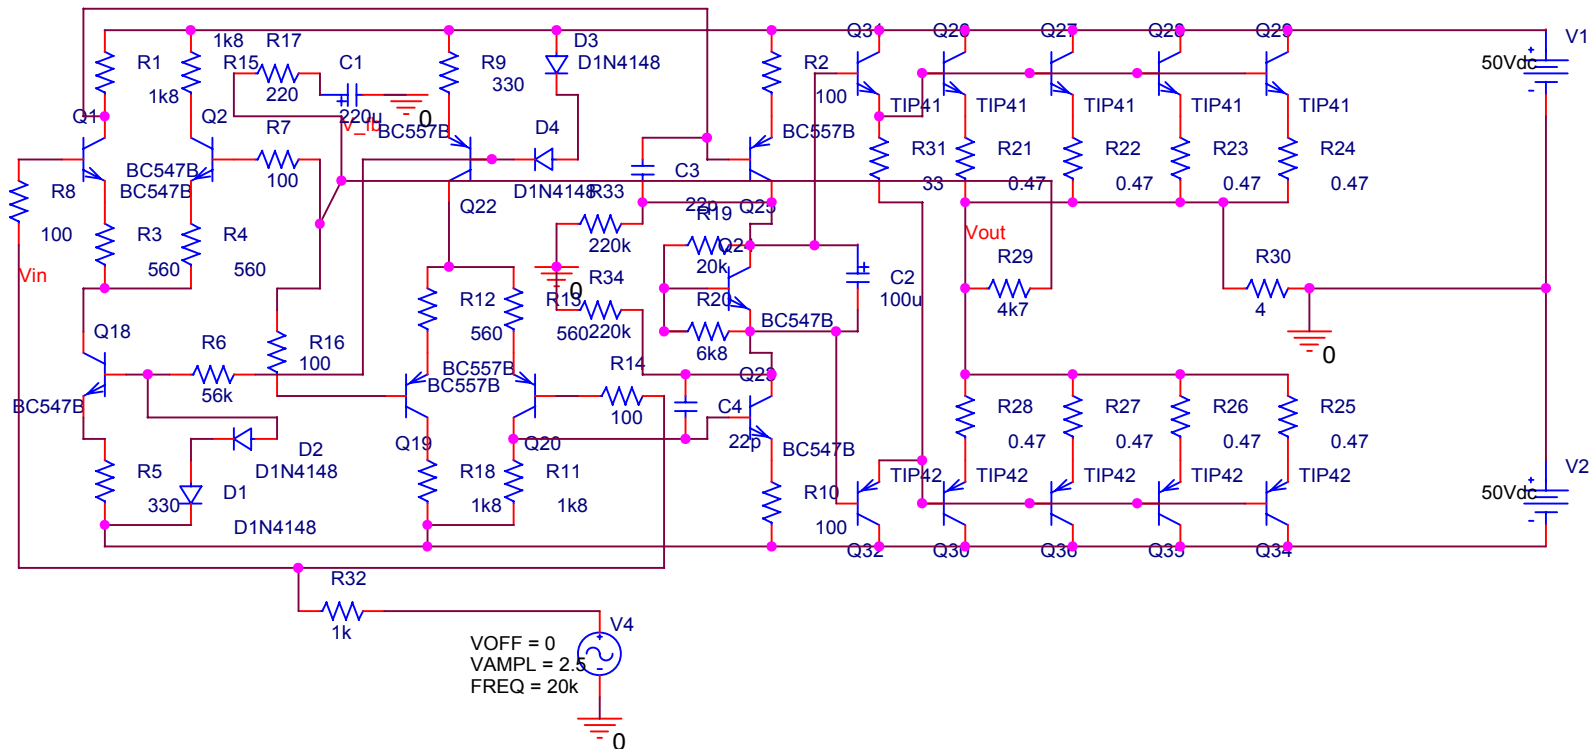 1k8
R17
D3
Q31
Q26
Q27
Q28
Q29
V1
R1
R15
C1
R9
D1N4148
R2
50Vdc
1k8
220
330
100
Q1
Q2
R7
220u
0
V_fb
BC557B
D4
BC557B
TIP41
TIP41
TIP41
TIP41
TIP41
BC547B
BC547B
100
D1N4148
R33
C3
22p
R31
33
R21
0.47
R22
0.47
R23
0.47
R24
0.47
R8
100
Q22
Q25
R3
560
R4
560
220k
R19
20k
Vout
Vin
0
R34
220k
C2
100u
R29
4k7
R30
4
R12
560
R13
560
R20
6k8
BC547B
0
Q18
R6
56k
R16
100
BC557B
BC557B
R14
100
Q23
BC547B
C4
22p
BC547B
R28
0.47
R27
0.47
R26
0.47
R25
0.47
Q19
Q20
D2
D1N4148
R5
330
D1
D1N4148
R18
1k8
R11
1k8
R10
100
TIP42
TIP42
TIP42
TIP42
TIP42
V2
50Vdc
Q32
Q30
Q36
Q35
Q34
R32
1k
V4
VOFF = 0
VAMPL = 2.5
FREQ = 20k
0